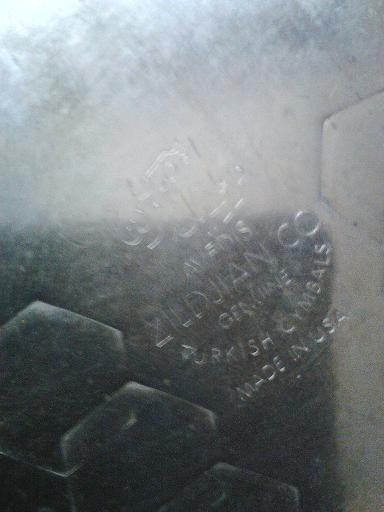 AVEDIS
ZILDJIAN CO
GENUINE
TURKISH CYMBALS
MADE IN USA